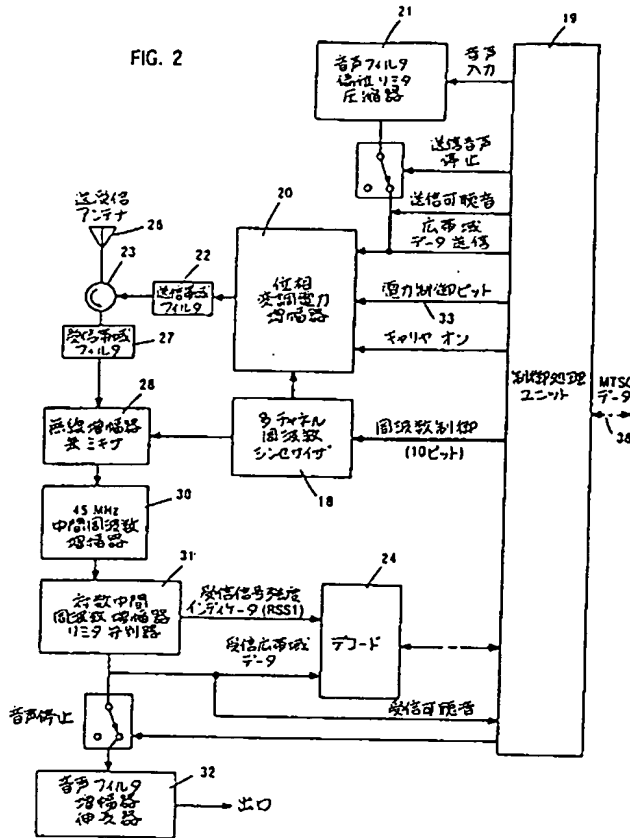 FIG. 2
21
音声フィルタ
偏位リミタ
圧縮器
19
音声
入力
送信音声
停止
送信可聴音
広帯域
データ送信
送受信
アンテナ
26
23
22
送信帯域
フィルタ
20
位相
変調電力
増幅器
電力制御ビット
33
キャリヤ オン
受信帯域
フィルタ
27
制御処理
ユニット
MTSO
データ
38
28
無線増幅器
兼ミキサ
多チャネル
周波数
シンセサイザ
18
周波数制御
(10ビット)
30
45 MHz
中間周波数
増幅器
31
対数中間
周波数増幅器
リミタ弁別器
受信信号強度
インディケータ(RSSI)
24
デコード
受信広帯域
データ
受信可聴音
音声停止
32
音声フィルタ
増幅器
伸長器
出口